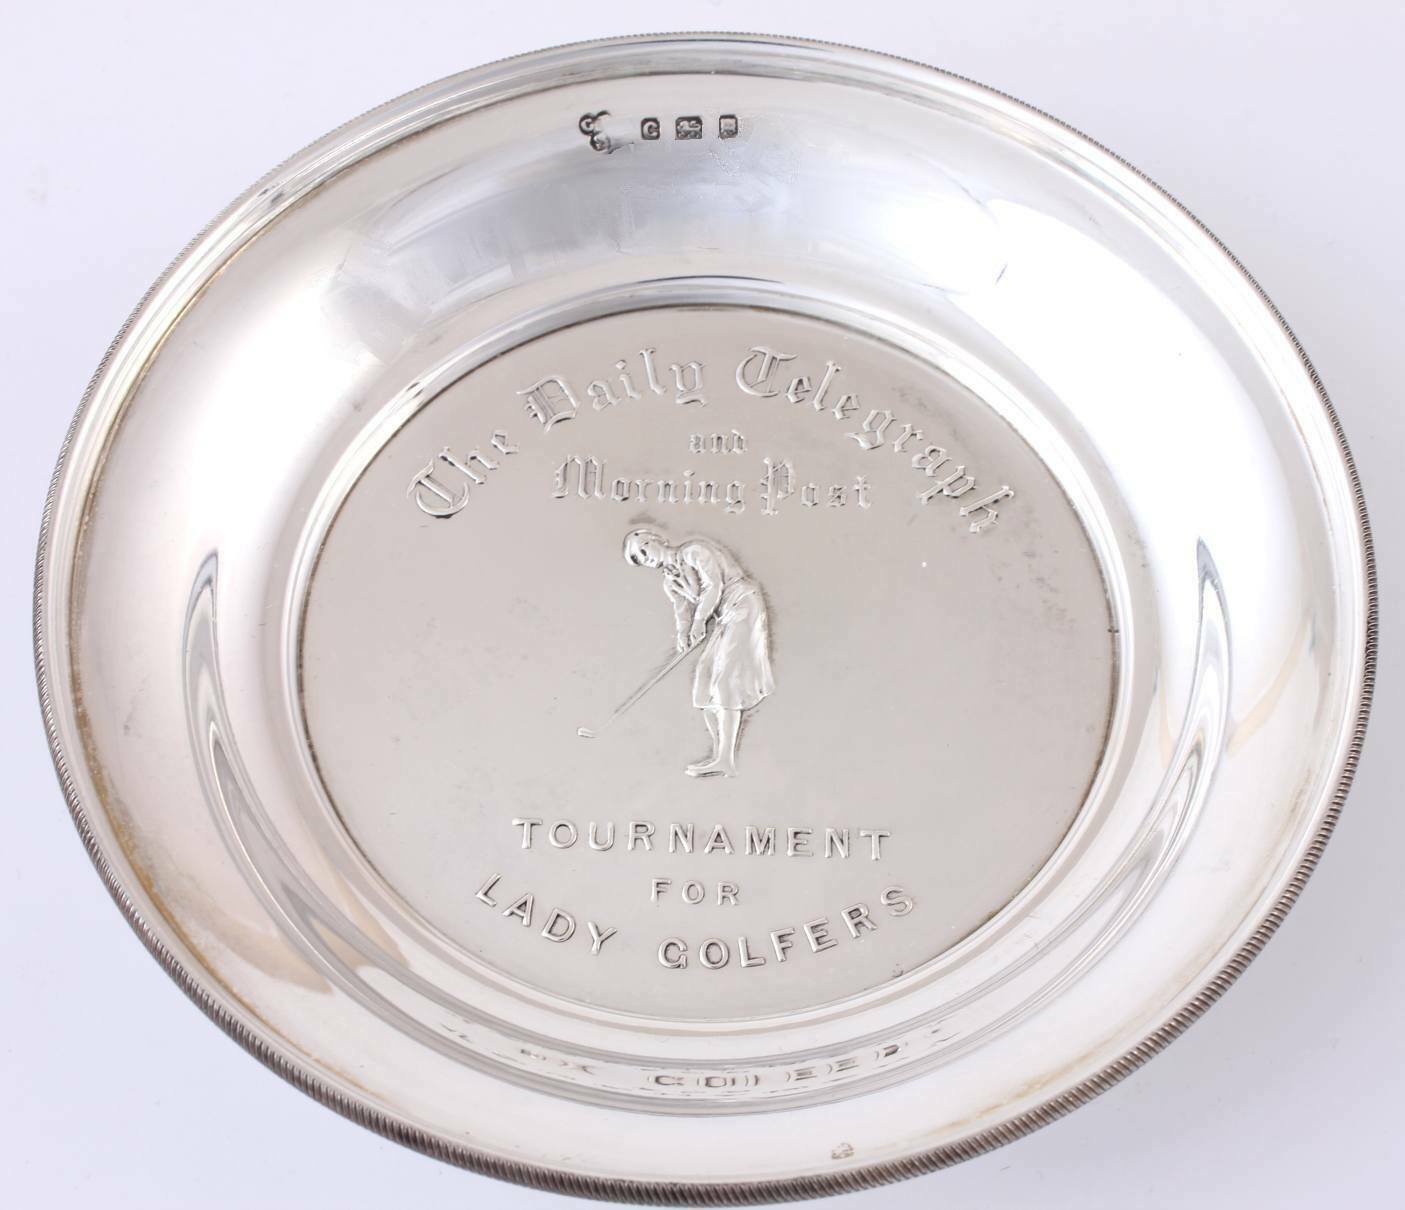 The Daily Telegraph
and
Morning Post
TOURNAMENT
FOR
LADY GOLFERS